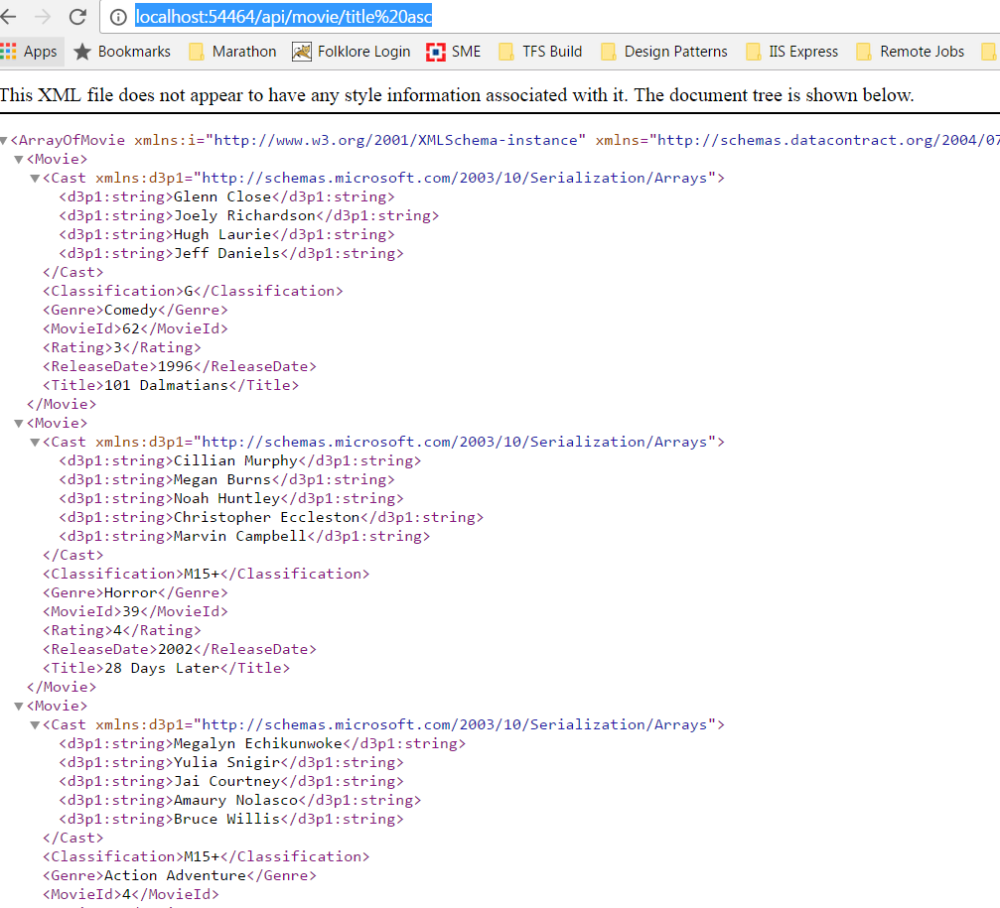 localhost:54464/api/movie/title%20asc
Apps Bookmarks Marathon Folklore Login SME TFS Build Design Patterns IIS Express Remote Jobs
This XML file does not appear to have any style information associated with it. The document tree is shown below.
▼<ArrayOfMovie xmlns:i="http://www.w3.org/2001/XMLSchema-instance" xmlns="http://schemas.datacontract.org/2004/07
▼<Movie>
▼<Cast xmlns:d3p1="http://schemas.microsoft.com/2003/10/Serialization/Arrays">
<d3p1:string>Glenn Close</d3p1:string>
<d3p1:string>Joely Richardson</d3p1:string>
<d3p1:string>Hugh Laurie</d3p1:string>
<d3p1:string>Jeff Daniels</d3p1:string>
</Cast>
<Classification>G</Classification>
<Genre>Comedy</Genre>
<MovieId>62</MovieId>
<Rating>3</Rating>
<ReleaseDate>1996</ReleaseDate>
<Title>101 Dalmatians</Title>
</Movie>
▼<Movie>
▼<Cast xmlns:d3p1="http://schemas.microsoft.com/2003/10/Serialization/Arrays">
<d3p1:string>Cillian Murphy</d3p1:string>
<d3p1:string>Megan Burns</d3p1:string>
<d3p1:string>Noah Huntley</d3p1:string>
<d3p1:string>Christopher Eccleston</d3p1:string>
<d3p1:string>Marvin Campbell</d3p1:string>
</Cast>
<Classification>M15+</Classification>
<Genre>Horror</Genre>
<MovieId>39</MovieId>
<Rating>4</Rating>
<ReleaseDate>2002</ReleaseDate>
<Title>28 Days Later</Title>
</Movie>
▼<Movie>
▼<Cast xmlns:d3p1="http://schemas.microsoft.com/2003/10/Serialization/Arrays">
<d3p1:string>Megalyn Echikunwoke</d3p1:string>
<d3p1:string>Yulia Snigir</d3p1:string>
<d3p1:string>Jai Courtney</d3p1:string>
<d3p1:string>Amaury Nolasco</d3p1:string>
<d3p1:string>Bruce Willis</d3p1:string>
</Cast>
<Classification>M15+</Classification>
<Genre>Action Adventure</Genre>
<MovieId>4</MovieId>